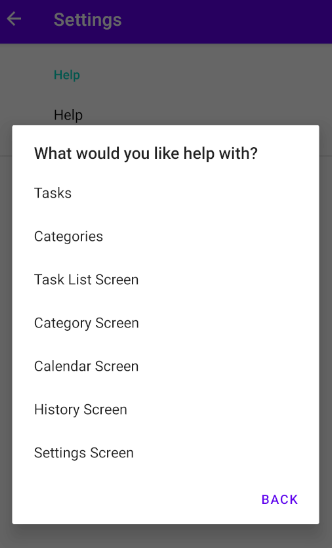 Settings
Help
Help
What would you like help with?
Tasks
Categories
Task List Screen
Category Screen
Calendar Screen
History Screen
Settings Screen
BACK